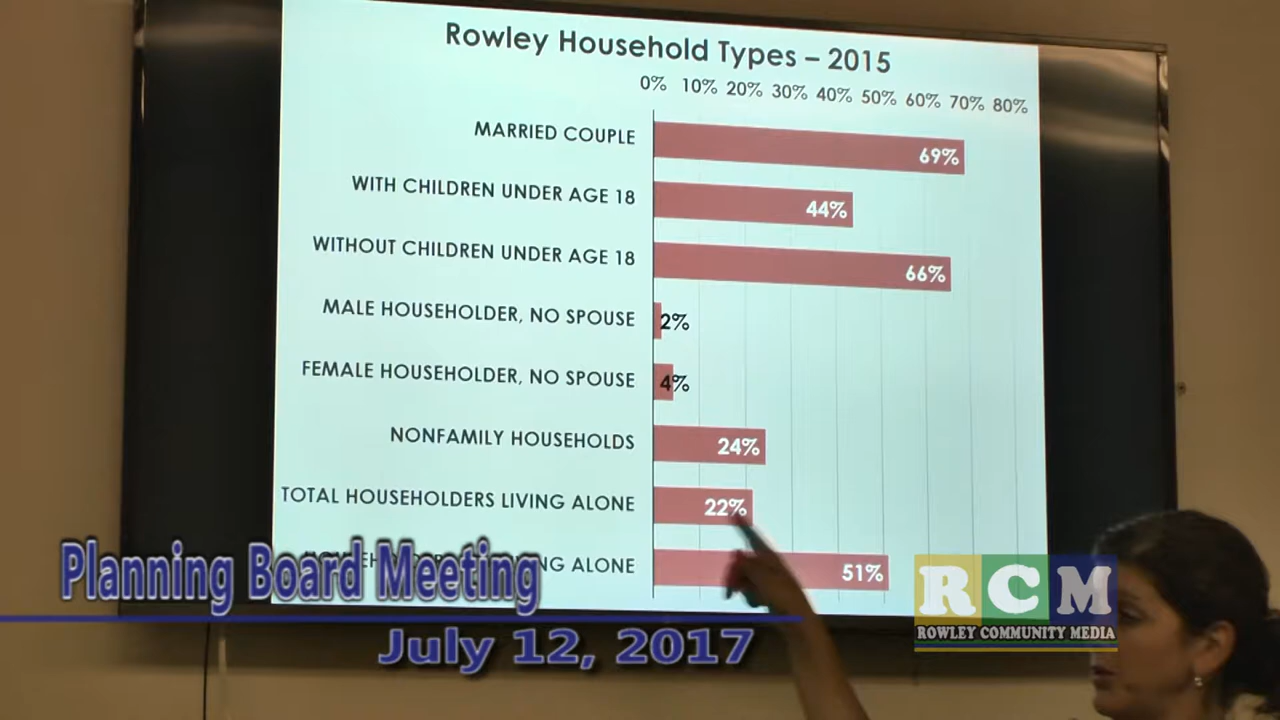 Rowley Household Types – 2015
0% 10% 20% 30% 40% 50% 60% 70% 80%
MARRIED COUPLE 69%
WITH CHILDREN UNDER AGE 18 44%
WITHOUT CHILDREN UNDER AGE 18 66%
MALE HOUSEHOLDER, NO SPOUSE 2%
FEMALE HOUSEHOLDER, NO SPOUSE 4%
NONFAMILY HOUSEHOLDS 24%
TOTAL HOUSEHOLDERS LIVING ALONE 22%
ALONE 51%
Planning Board Meeting
July 12, 2017
RCM
ROWLEY COMMUNITY MEDIA